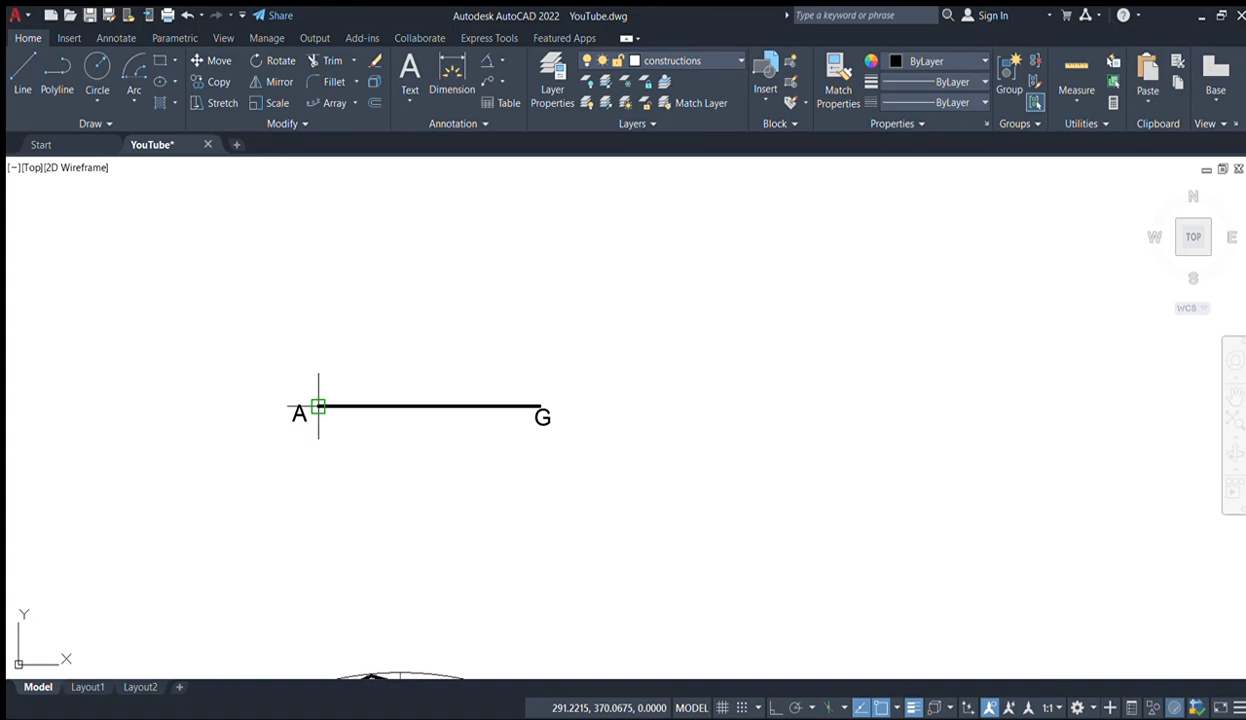 Share
Autodesk AutoCAD 2022 YouTube.dwg
Type a keyword or phrase
Sign In
Home Insert Annotate Parametric View Manage Output Add-ins Collaborate Express Tools Featured Apps
Line Polyline Circle Arc
Move Rotate Trim
Copy Mirror Fillet
Stretch Scale Array
Text Dimension Table
Layer Properties
constructions
Match Layer
Insert
Match Properties
ByLayer
ByLayer
ByLayer
Group
Measure
Paste
Base
Draw Modify Annotation Layers Block Properties Groups Utilities Clipboard View
Start YouTube*
[−][Top][2D Wireframe]
N
W TOP E
S
WCS
A G
Y
X
Model Layout1 Layout2
291.2215, 370.0675, 0.0000 MODEL 1:1